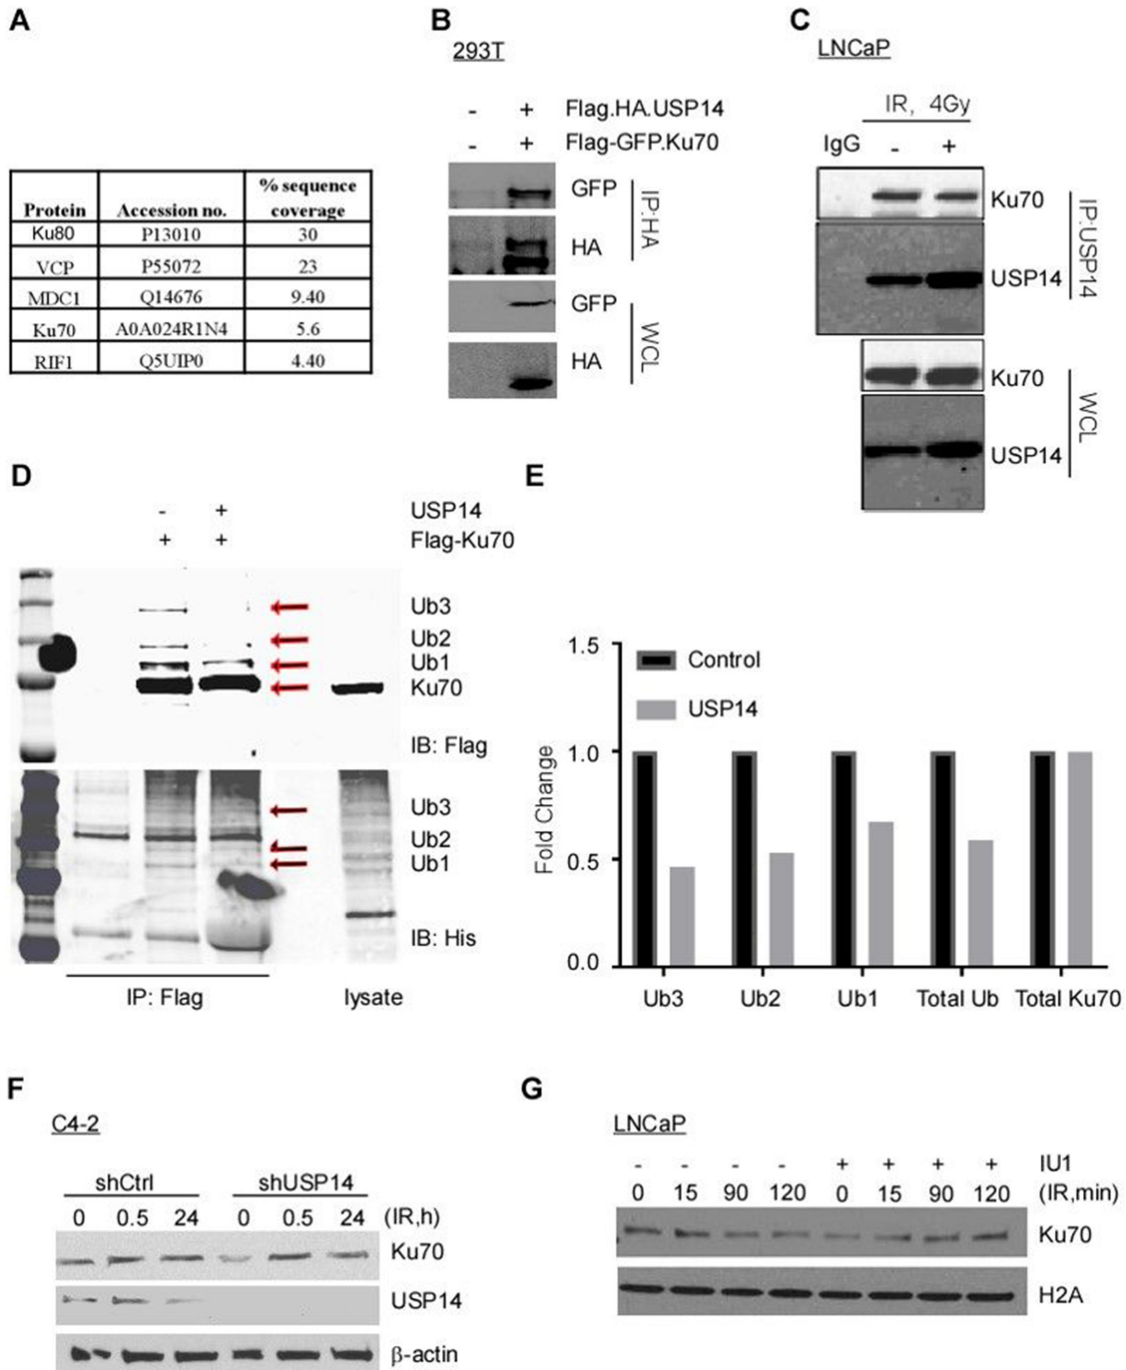 A
Protein Accession no. % sequence coverage
Ku80 P13010 30
VCP P55072 23
MDC1 Q14676 9.40
Ku70 A0A024R1N4 5.6
RIF1 Q5UIP0 4.40
B
293T
- + Flag.HA.USP14
- + Flag-GFP.Ku70
GFP
HA
IP:HA
GFP
HA
WCL
C
LNCaP
IR, 4Gy
IgG - +
Ku70
USP14
IP:USP14
Ku70
USP14
WCL
D
- + USP14
+ + Flag-Ku70
Ub3
Ub2
Ub1
Ku70
IB: Flag
Ub3
Ub2
Ub1
IB: His
IP: Flag lysate
E
Control
USP14
Fold Change
1.5
1.0
0.5
0.0
Ub3 Ub2 Ub1 Total Ub Total Ku70
F
C4-2
shCtrl shUSP14
0 0.5 24 0 0.5 24 (IR,h)
Ku70
USP14
β-actin
G
LNCaP
- - - - + + + + IU1
0 15 90 120 0 15 90 120 (IR,min)
Ku70
H2A